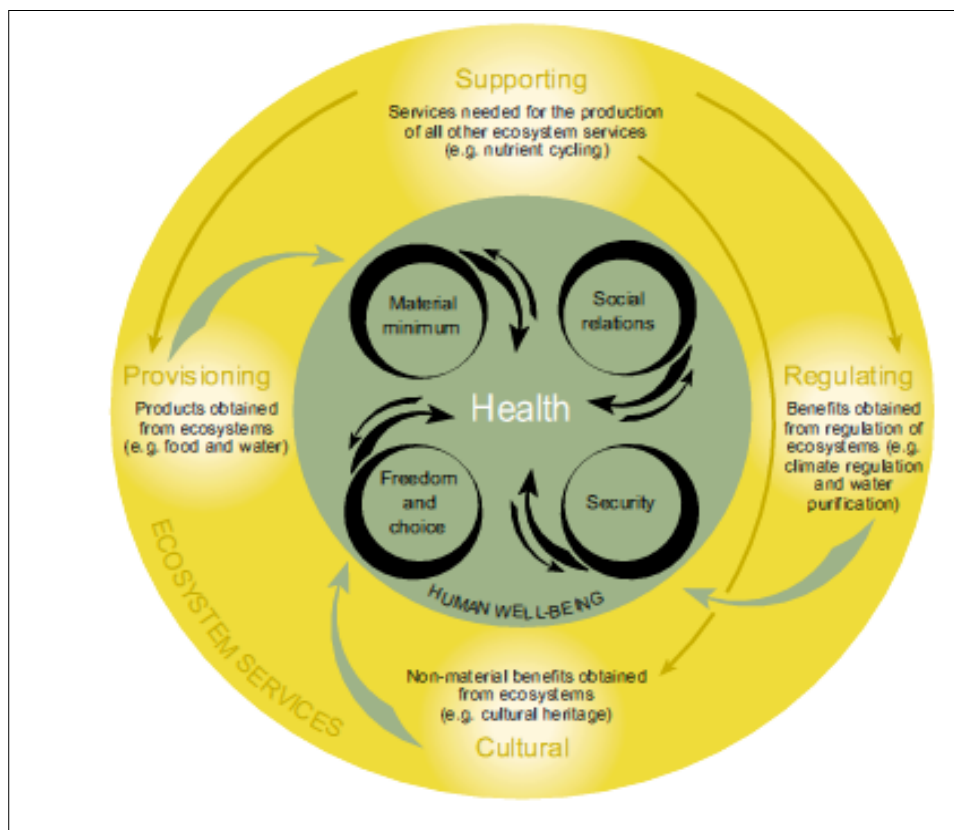 Supporting
Services needed for the production
of all other ecosystem services
(e.g. nutrient cycling)
Material
minimum
Social
relations
Provisioning
Products obtained
from ecosystems
(e.g. food and water)
Health
Regulating
Benefits obtained
from regulation of
ecosystems (e.g.
climate regulation
and water
purification)
Freedom
and
choice
Security
HUMAN WELL-BEING
ECOSYSTEM SERVICES
Non-material benefits obtained
from ecosystems
(e.g. cultural heritage)
Cultural